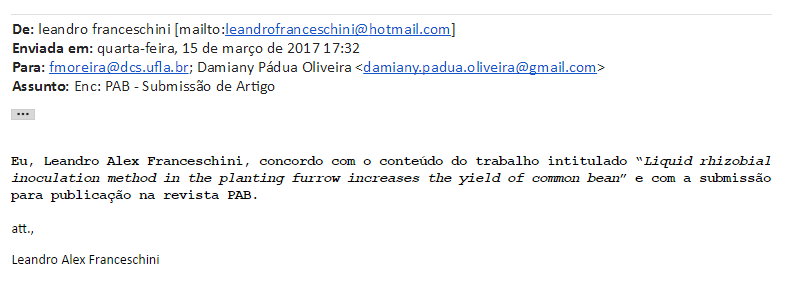 De: leandro franceschini [mailto:leandrofranceschini@hotmail.com]
Enviada em: quarta-feira, 15 de março de 2017 17:32
Para: fmoreira@dcs.ufla.br; Damiany Pádua Oliveira <damiany.padua.oliveira@gmail.com>
Assunto: Enc: PAB - Submissão de Artigo
•••
Eu, Leandro Alex Franceschini, concordo com o conteúdo do trabalho intitulado “Liquid rhizobial
inoculation method in the planting furrow increases the yield of common bean” e com a submissão
para publicação na revista PAB.
att.,
Leandro Alex Franceschini